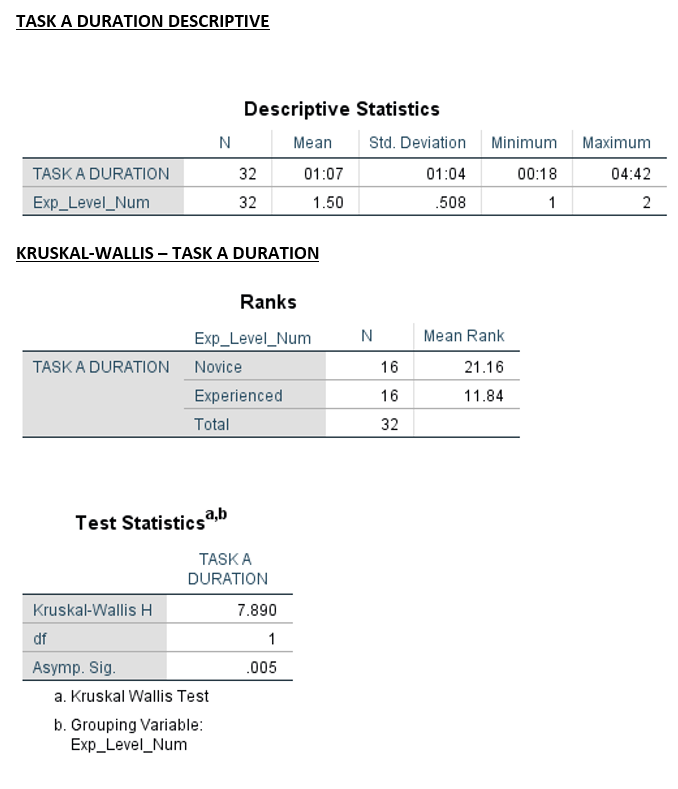 TASK A DURATION DESCRIPTIVE
Descriptive Statistics
N Mean Std. Deviation Minimum Maximum
TASK A DURATION 32 01:07 01:04 00:18 04:42
Exp_Level_Num 32 1.50 .508 1 2
KRUSKAL-WALLIS – TASK A DURATION
Ranks
Exp_Level_Num N Mean Rank
TASK A DURATION Novice 16 21.16
Experienced 16 11.84
Total 32
Test Statistics a,b
TASK A
DURATION
Kruskal-Wallis H 7.890
df 1
Asymp. Sig. .005
a. Kruskal Wallis Test
b. Grouping Variable:
Exp_Level_Num